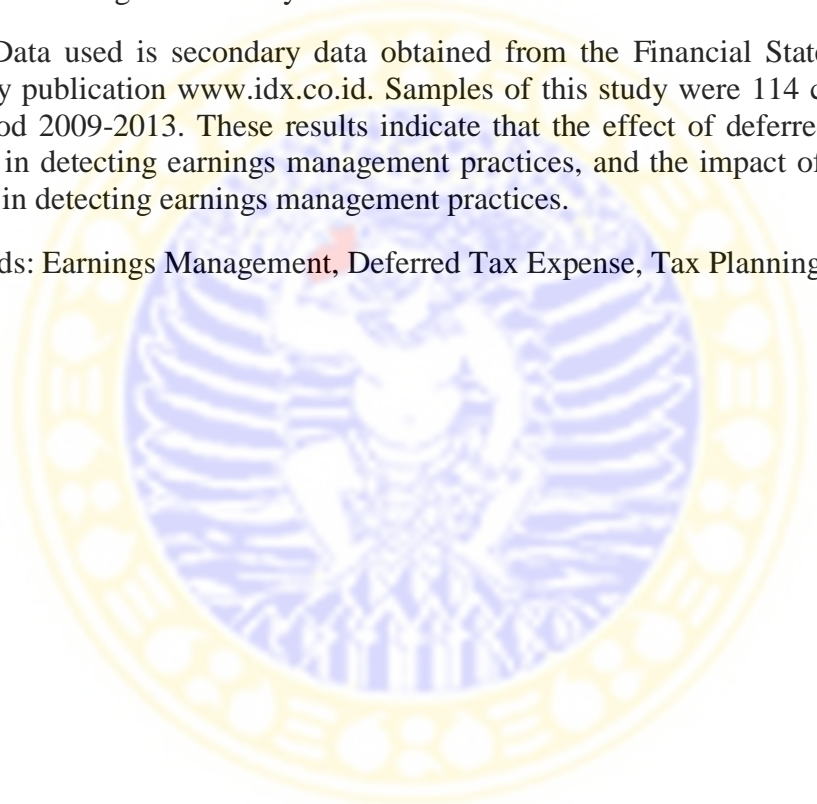 Data used is secondary data obtained from the Financial State
y publication www.idx.co.id. Samples of this study were 114 c
od 2009-2013. These results indicate that the effect of deferre
in detecting earnings management practices, and the impact of
in detecting earnings management practices.
ds: Earnings Management, Deferred Tax Expense, Tax Planning